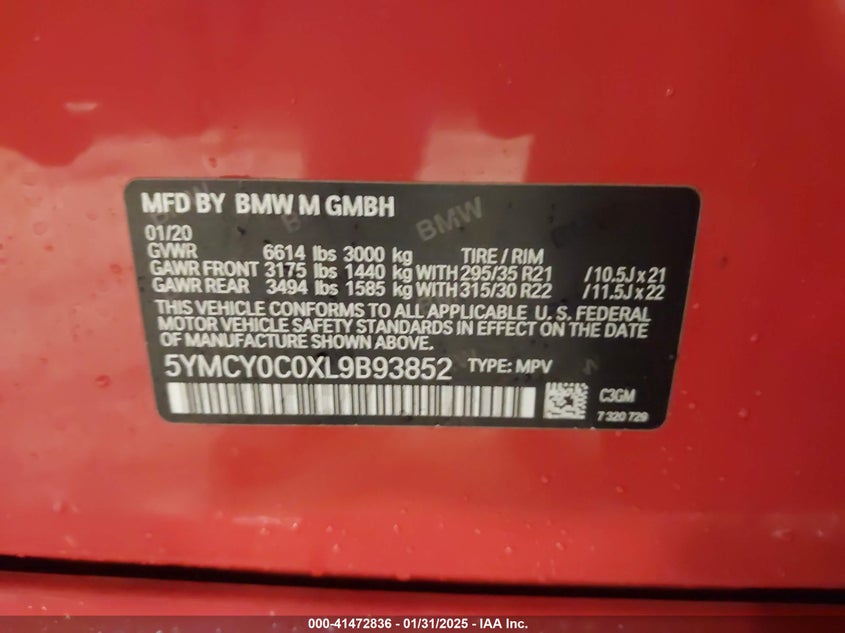 MFD BY BMW M GMBH
BMW
01/20
GVWR 6614 lbs 3000 kg TIRE / RIM
GAWR FRONT 3175 lbs 1440 kg WITH 295/35 R21 /10.5J x 21
GAWR REAR 3494 lbs 1585 kg WITH 315/30 R22 /11.5J x 22
THIS VEHICLE CONFORMS TO ALL APPLICABLE U. S. FEDERAL
MOTOR VEHICLE SAFETY STANDARDS IN EFFECT ON THE DATE
OF MANUFACTURE SHOWN ABOVE.
5YMCY0C0XL9B93852 TYPE: MPV
C3GM
7 320 729
000-41472836 - 01/31/2025 - IAA Inc.